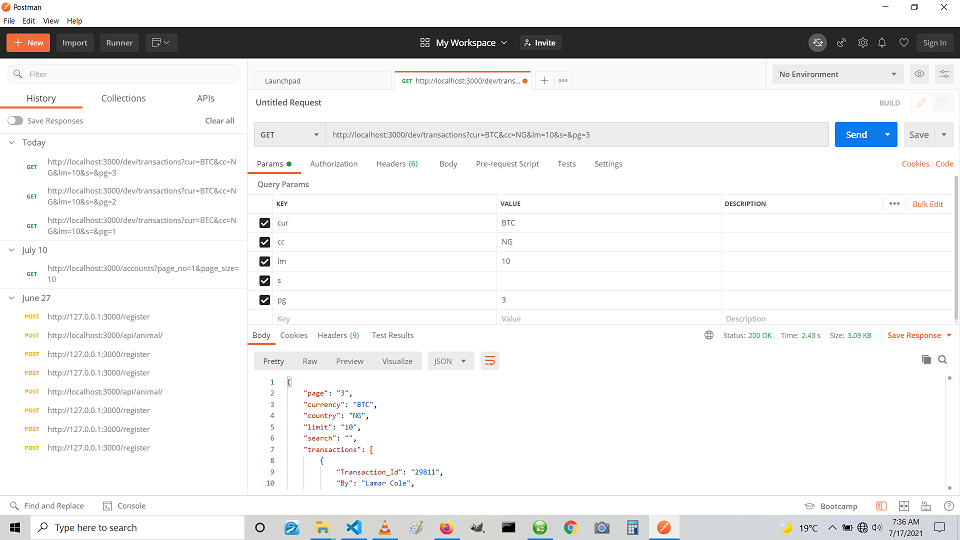 Postman
File Edit View Help
+ New Import Runner My Workspace Invite Sign In
Filter
History Collections APIs
Save Responses Clear all
Today
GET http://localhost:3000/dev/transactions?cur=BTC&cc=N
G&lm=10&s=&pg=3
GET http://localhost:3000/dev/transactions?cur=BTC&cc=N
G&lm=10&s=&pg=2
GET http://localhost:3000/dev/transactions?cur=BTC&cc=N
G&lm=10&s=&pg=1
July 10
GET http://localhost:3000/accounts?page_no=1&page_size=
10
June 27
POST http://127.0.0.1:3000/register
POST http://localhost:3000/api/animal/
POST http://127.0.0.1:3000/register
POST http://127.0.0.1:3000/register
POST http://localhost:3000/api/animal/
POST http://127.0.0.1:3000/register
POST http://127.0.0.1:3000/register
POST http://127.0.0.1:3000/register
Launchpad GET http://localhost:3000/dev/trans... + ••• No Environment
Untitled Request BUILD
GET http://localhost:3000/dev/transactions?cur=BTC&cc=NG&lm=10&s=&pg=3 Send Save
Params Authorization Headers (6) Body Pre-request Script Tests Settings Cookies Code
Query Params
KEY VALUE DESCRIPTION ••• Bulk Edit
cur BTC
cc NG
lm 10
s
pg 3
Key Value Description
Body Cookies Headers (9) Test Results Status: 200 OK Time: 2.43 s Size: 3.09 KB Save Response
Pretty Raw Preview Visualize JSON
1 {
2 "page": "3",
3 "currency": "BTC",
4 "country": "NG",
5 "limit": "10",
6 "search": "",
7 "transactions": [
8 {
9 "Transaction_Id": "29811",
10 "By": "Lamar Cole",
Find and Replace Console Bootcamp
Type here to search 19°C 7:36 AM
7/17/2021